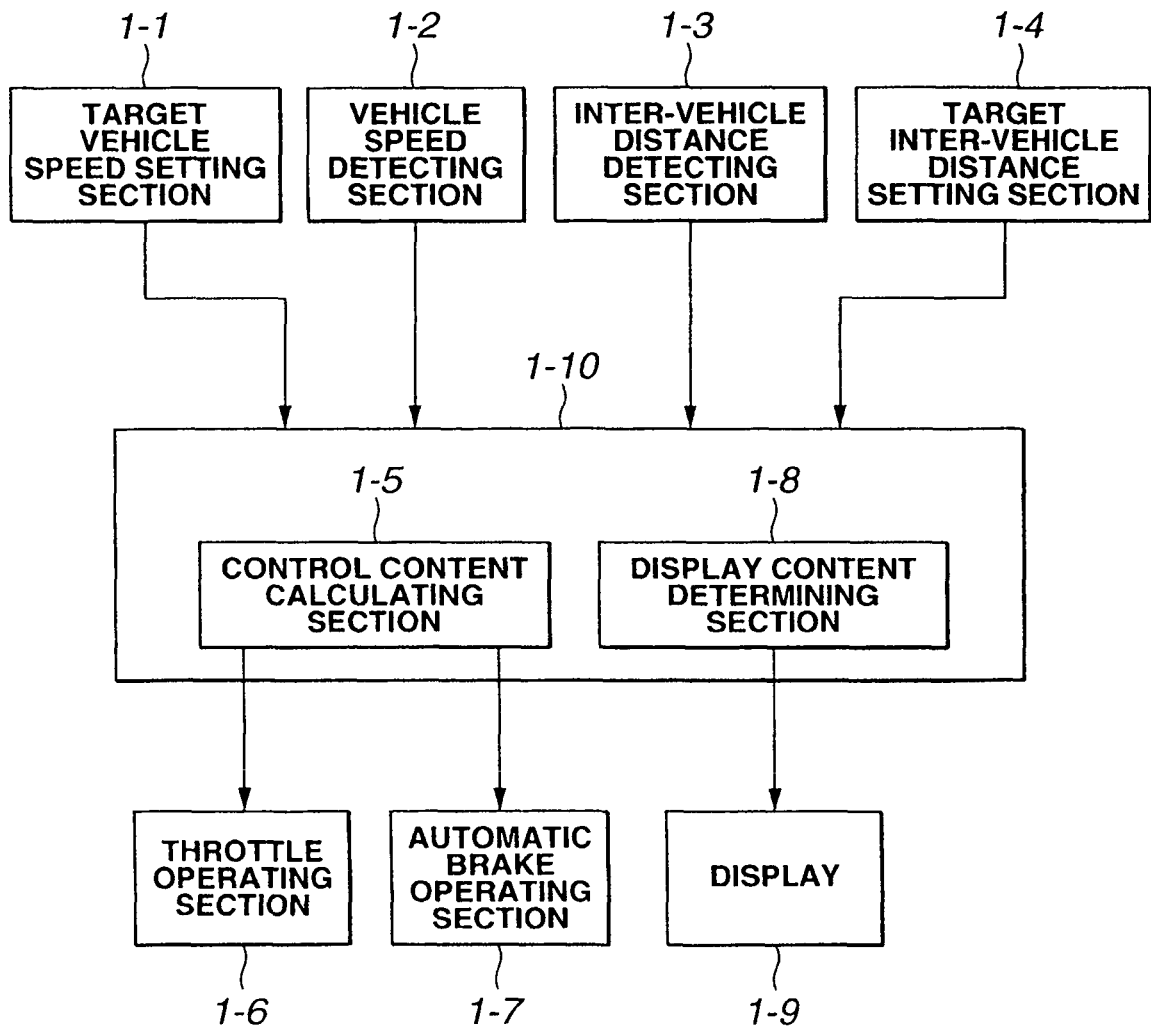 1-1
1-2
1-3
1-4
TARGET
VEHICLE
SPEED SETTING
SECTION
VEHICLE
SPEED
DETECTING
SECTION
INTER-VEHICLE
DISTANCE
DETECTING
SECTION
TARGET
INTER-VEHICLE
DISTANCE
SETTING SECTION
1-10
1-5
1-8
CONTROL CONTENT
CALCULATING
SECTION
DISPLAY CONTENT
DETERMINING
SECTION
THROTTLE
OPERATING
SECTION
AUTOMATIC
BRAKE
OPERATING
SECTION
DISPLAY
1-6
1-7
1-9